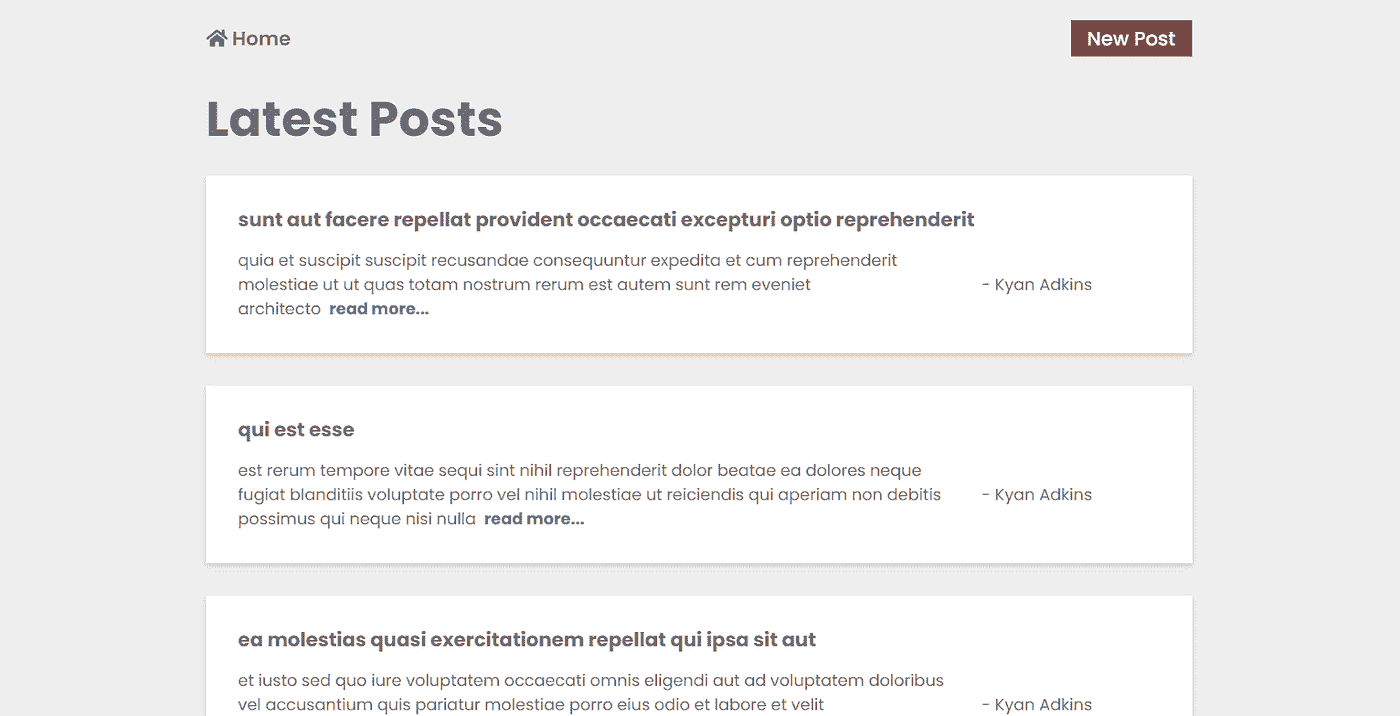 Home
New Post
Latest Posts
sunt aut facere repellat provident occaecati excepturi optio reprehenderit
quia et suscipit suscipit recusandae consequuntur expedita et cum reprehenderit
molestiae ut ut quas totam nostrum rerum est autem sunt rem eveniet
architecto read more...
- Kyan Adkins
qui est esse
est rerum tempore vitae sequi sint nihil reprehenderit dolor beatae ea dolores neque
fugiat blanditiis voluptate porro vel nihil molestiae ut reiciendis qui aperiam non debitis
possimus qui neque nisi nulla read more...
- Kyan Adkins
ea molestias quasi exercitationem repellat qui ipsa sit aut
et iusto sed quo iure voluptatem occaecati omnis eligendi aut ad voluptatem doloribus
vel accusantium quis pariatur molestiae porro eius odio et labore et velit
- Kyan Adkins